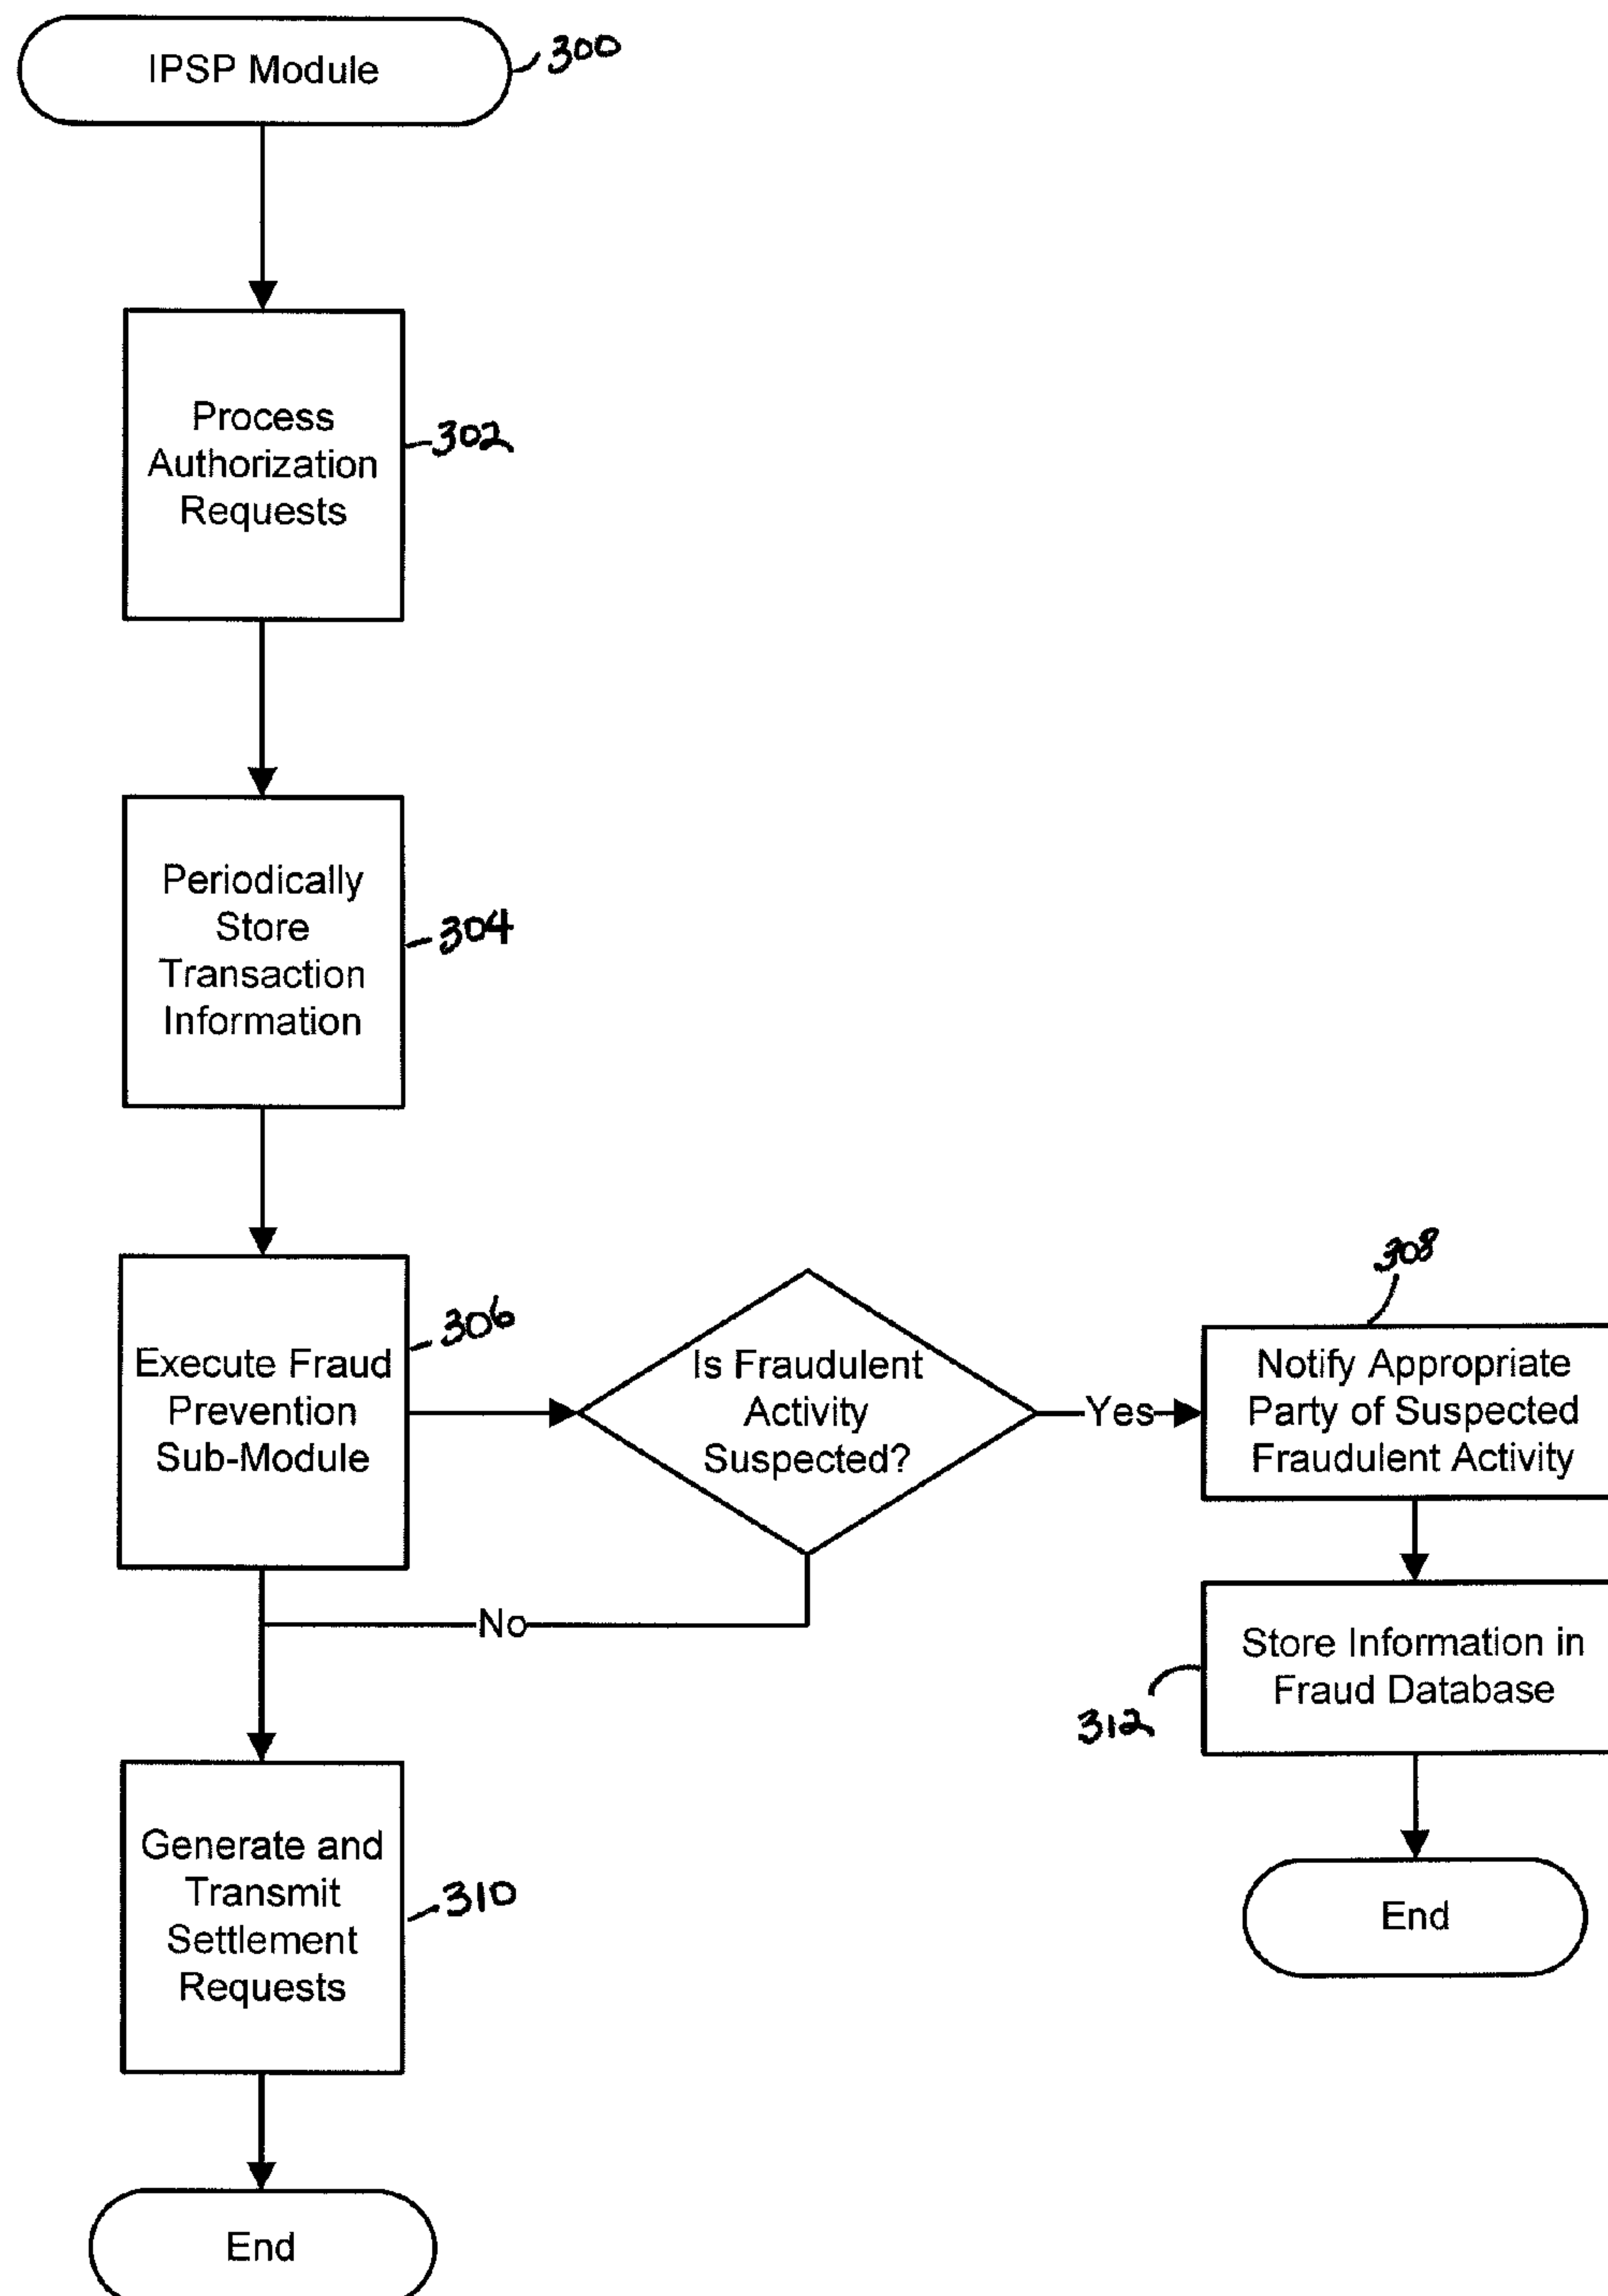 IPSP Module
300
Process
Authorization
Requests
302
Periodically
Store
Transaction
Information
304
Execute Fraud
Prevention
Sub-Module
306
Is Fraudulent
Activity
Suspected?
Yes
No
308
Notify Appropriate
Party of Suspected
Fraudulent Activity
Store Information in
Fraud Database
312
End
Generate and
Transmit
Settlement
Requests
310
End